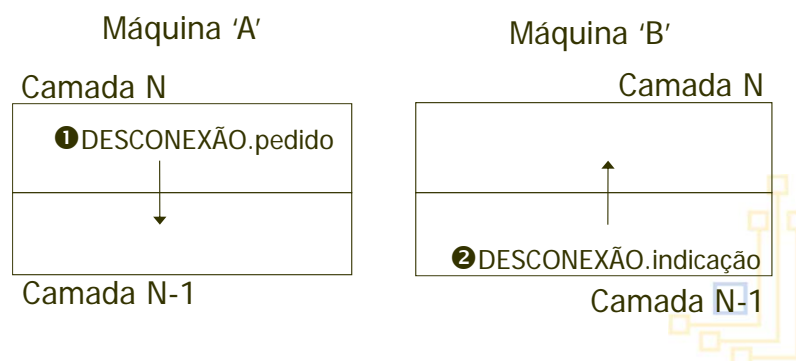 Máquina ‘A’
Camada N
❶DESCONEXÃO.pedido
Camada N-1
Máquina ‘B’
Camada N
❷DESCONEXÃO.indicação
Camada N-1